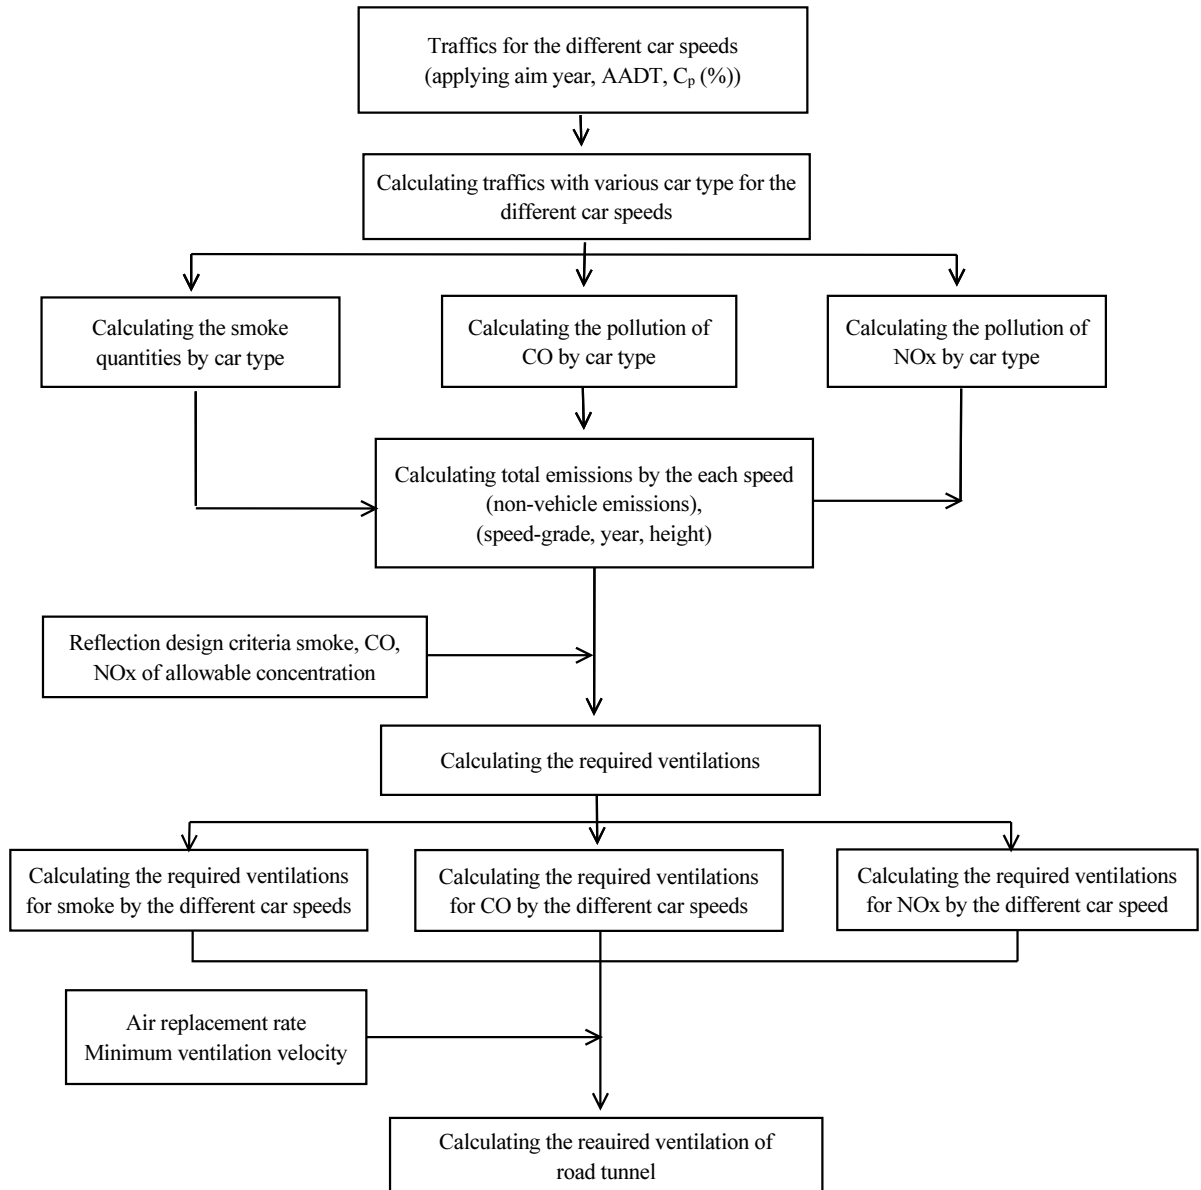 Traffics for the different car speeds
(applying aim year, AADT, Cₚ (%))
Calculating traffics with various car type for the
different car speeds
Calculating the smoke
quantities by car type
Calculating the pollution of
CO by car type
Calculating the pollution of
NOx by car type
Calculating total emissions by the each speed
(non-vehicle emissions),
(speed-grade, year, height)
Reflection design criteria smoke, CO,
NOx of allowable concentration
Calculating the required ventilations
Calculating the required ventilations
for smoke by the different car speeds
Calculating the required ventilations
for CO by the different car speeds
Calculating the required ventilations
for NOx by the different car speed
Air replacement rate
Minimum ventilation velocity
Calculating the reauired ventilation of
road tunnel